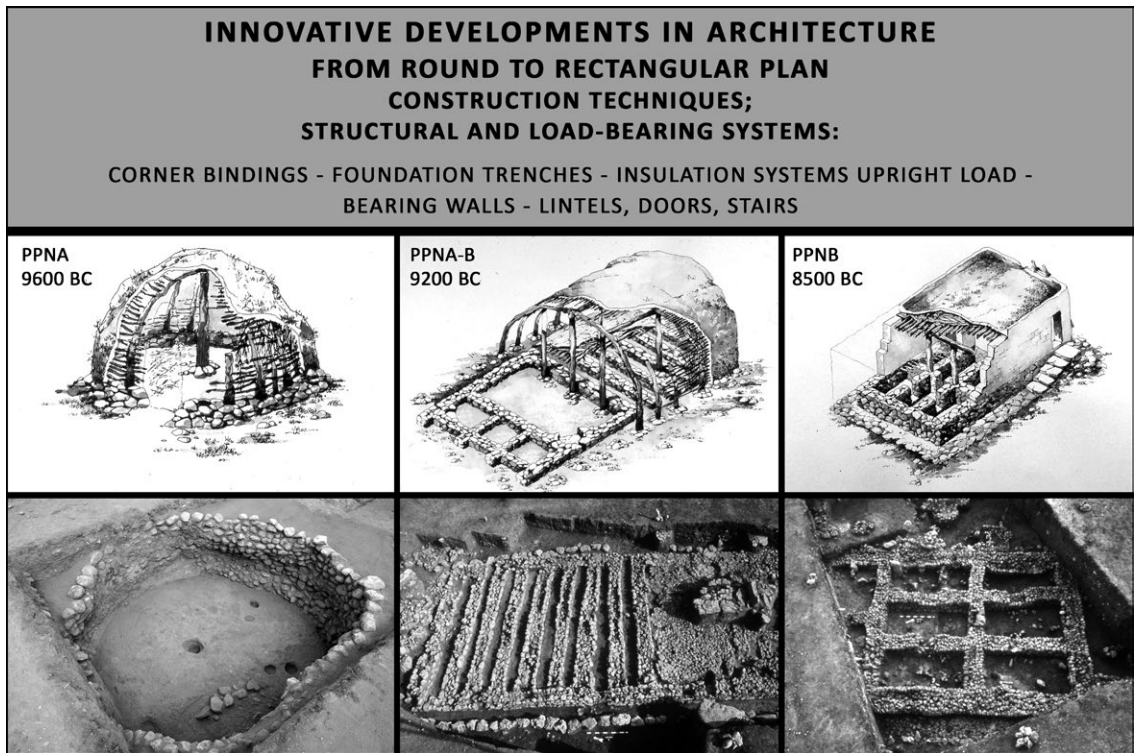 INNOVATIVE DEVELOPMENTS IN ARCHITECTURE
FROM ROUND TO RECTANGULAR PLAN
CONSTRUCTION TECHNIQUES;
STRUCTURAL AND LOAD-BEARING SYSTEMS:
CORNER BINDINGS - FOUNDATION TRENCHES - INSULATION SYSTEMS UPRIGHT LOAD -
BEARING WALLS - LINTELS, DOORS, STAIRS
PPNA
9600 BC
PPNA-B
9200 BC
PPNB
8500 BC